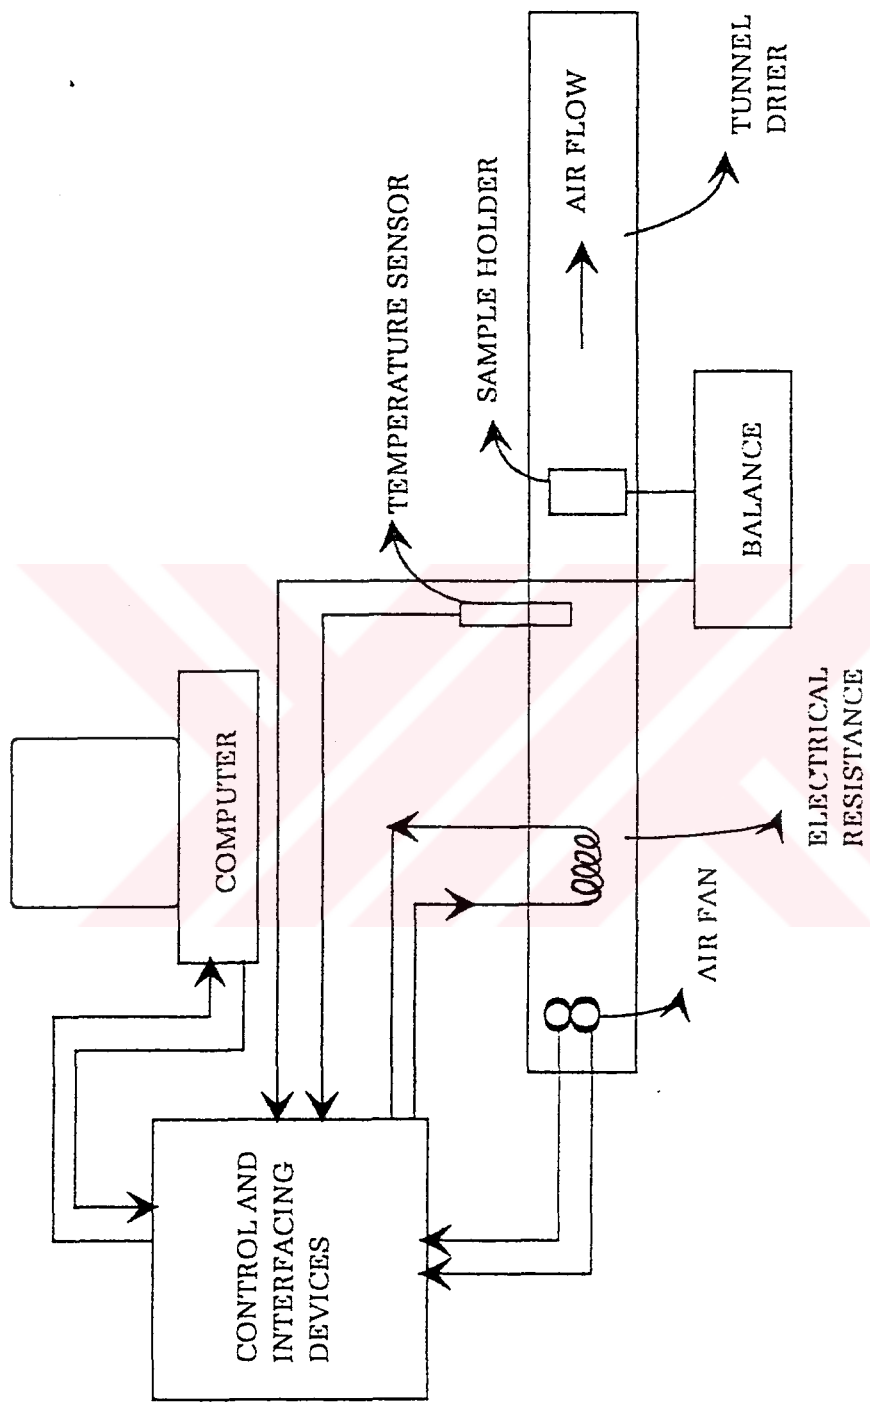 COMPUTER
CONTROL AND
INTERFACING
DEVICES
TEMPERATURE SENSOR
SAMPLE HOLDER
AIR FLOW
TUNNEL
DRIER
BALANCE
ELECTRICAL
RESISTANCE
AIR FAN